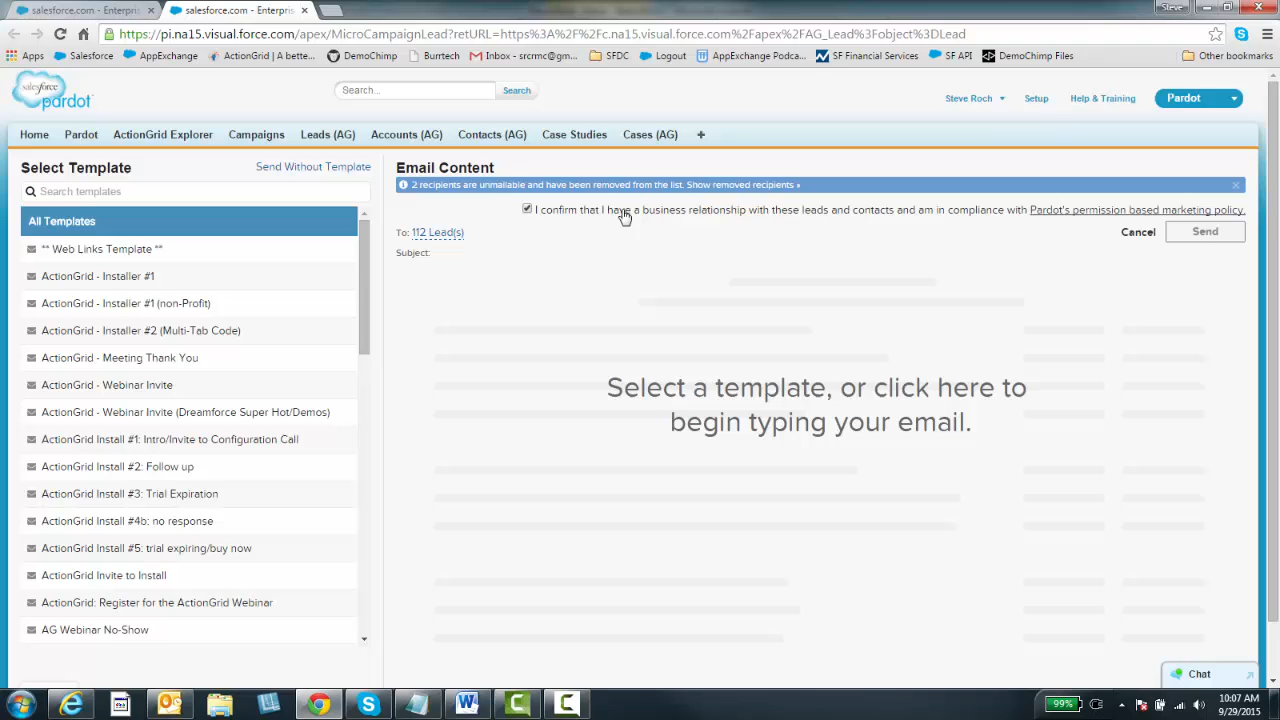 salesforce.com - Enterpris
salesforce.com - Enterpris
Steve
https://pi.na15.visual.force.com/apex/MicroCampaignLead?retURL=https%3A%2F%2Fc.na15.visual.force.com%2Fapex%2FAG_Lead%3Fobject%3DLead
Apps
Salesforce
AppExchange
ActionGrid | A bette...
DemoChimp
Burrtech
Inbox - srcrmc@gm...
SFDC
Logout
AppExchange Podca...
SF Financial Services
SF API
DemoChimp Files
Other bookmarks
salesforce
pardot
Search...
Search
Steve Roch
Setup
Help & Training
Pardot
Home
Pardot
ActionGrid Explorer
Campaigns
Leads (AG)
Accounts (AG)
Contacts (AG)
Case Studies
Cases (AG)
+
Select Template
Send Without Template
Search templates
All Templates
** Web Links Template **
ActionGrid - Installer #1
ActionGrid - Installer #1 (non-Profit)
ActionGrid - Installer #2 (Multi-Tab Code)
ActionGrid - Meeting Thank You
ActionGrid - Webinar Invite
ActionGrid - Webinar Invite (Dreamforce Super Hot/Demos)
ActionGrid Install #1: Intro/Invite to Configuration Call
ActionGrid Install #2: Follow up
ActionGrid Install #3: Trial Expiration
ActionGrid Install #4b: no response
ActionGrid Install #5: trial expiring/buy now
ActionGrid Invite to Install
ActionGrid: Register for the ActionGrid Webinar
AG Webinar No-Show
Email Content
2 recipients are unmailable and have been removed from the list. Show removed recipients »
I confirm that I have a business relationship with these leads and contacts and am in compliance with Pardot's permission based marketing policy.
To: 112 Lead(s)
Cancel
Send
Subject:
Select a template, or click here to
begin typing your email.
Chat
99%
10:07 AM
9/29/2015